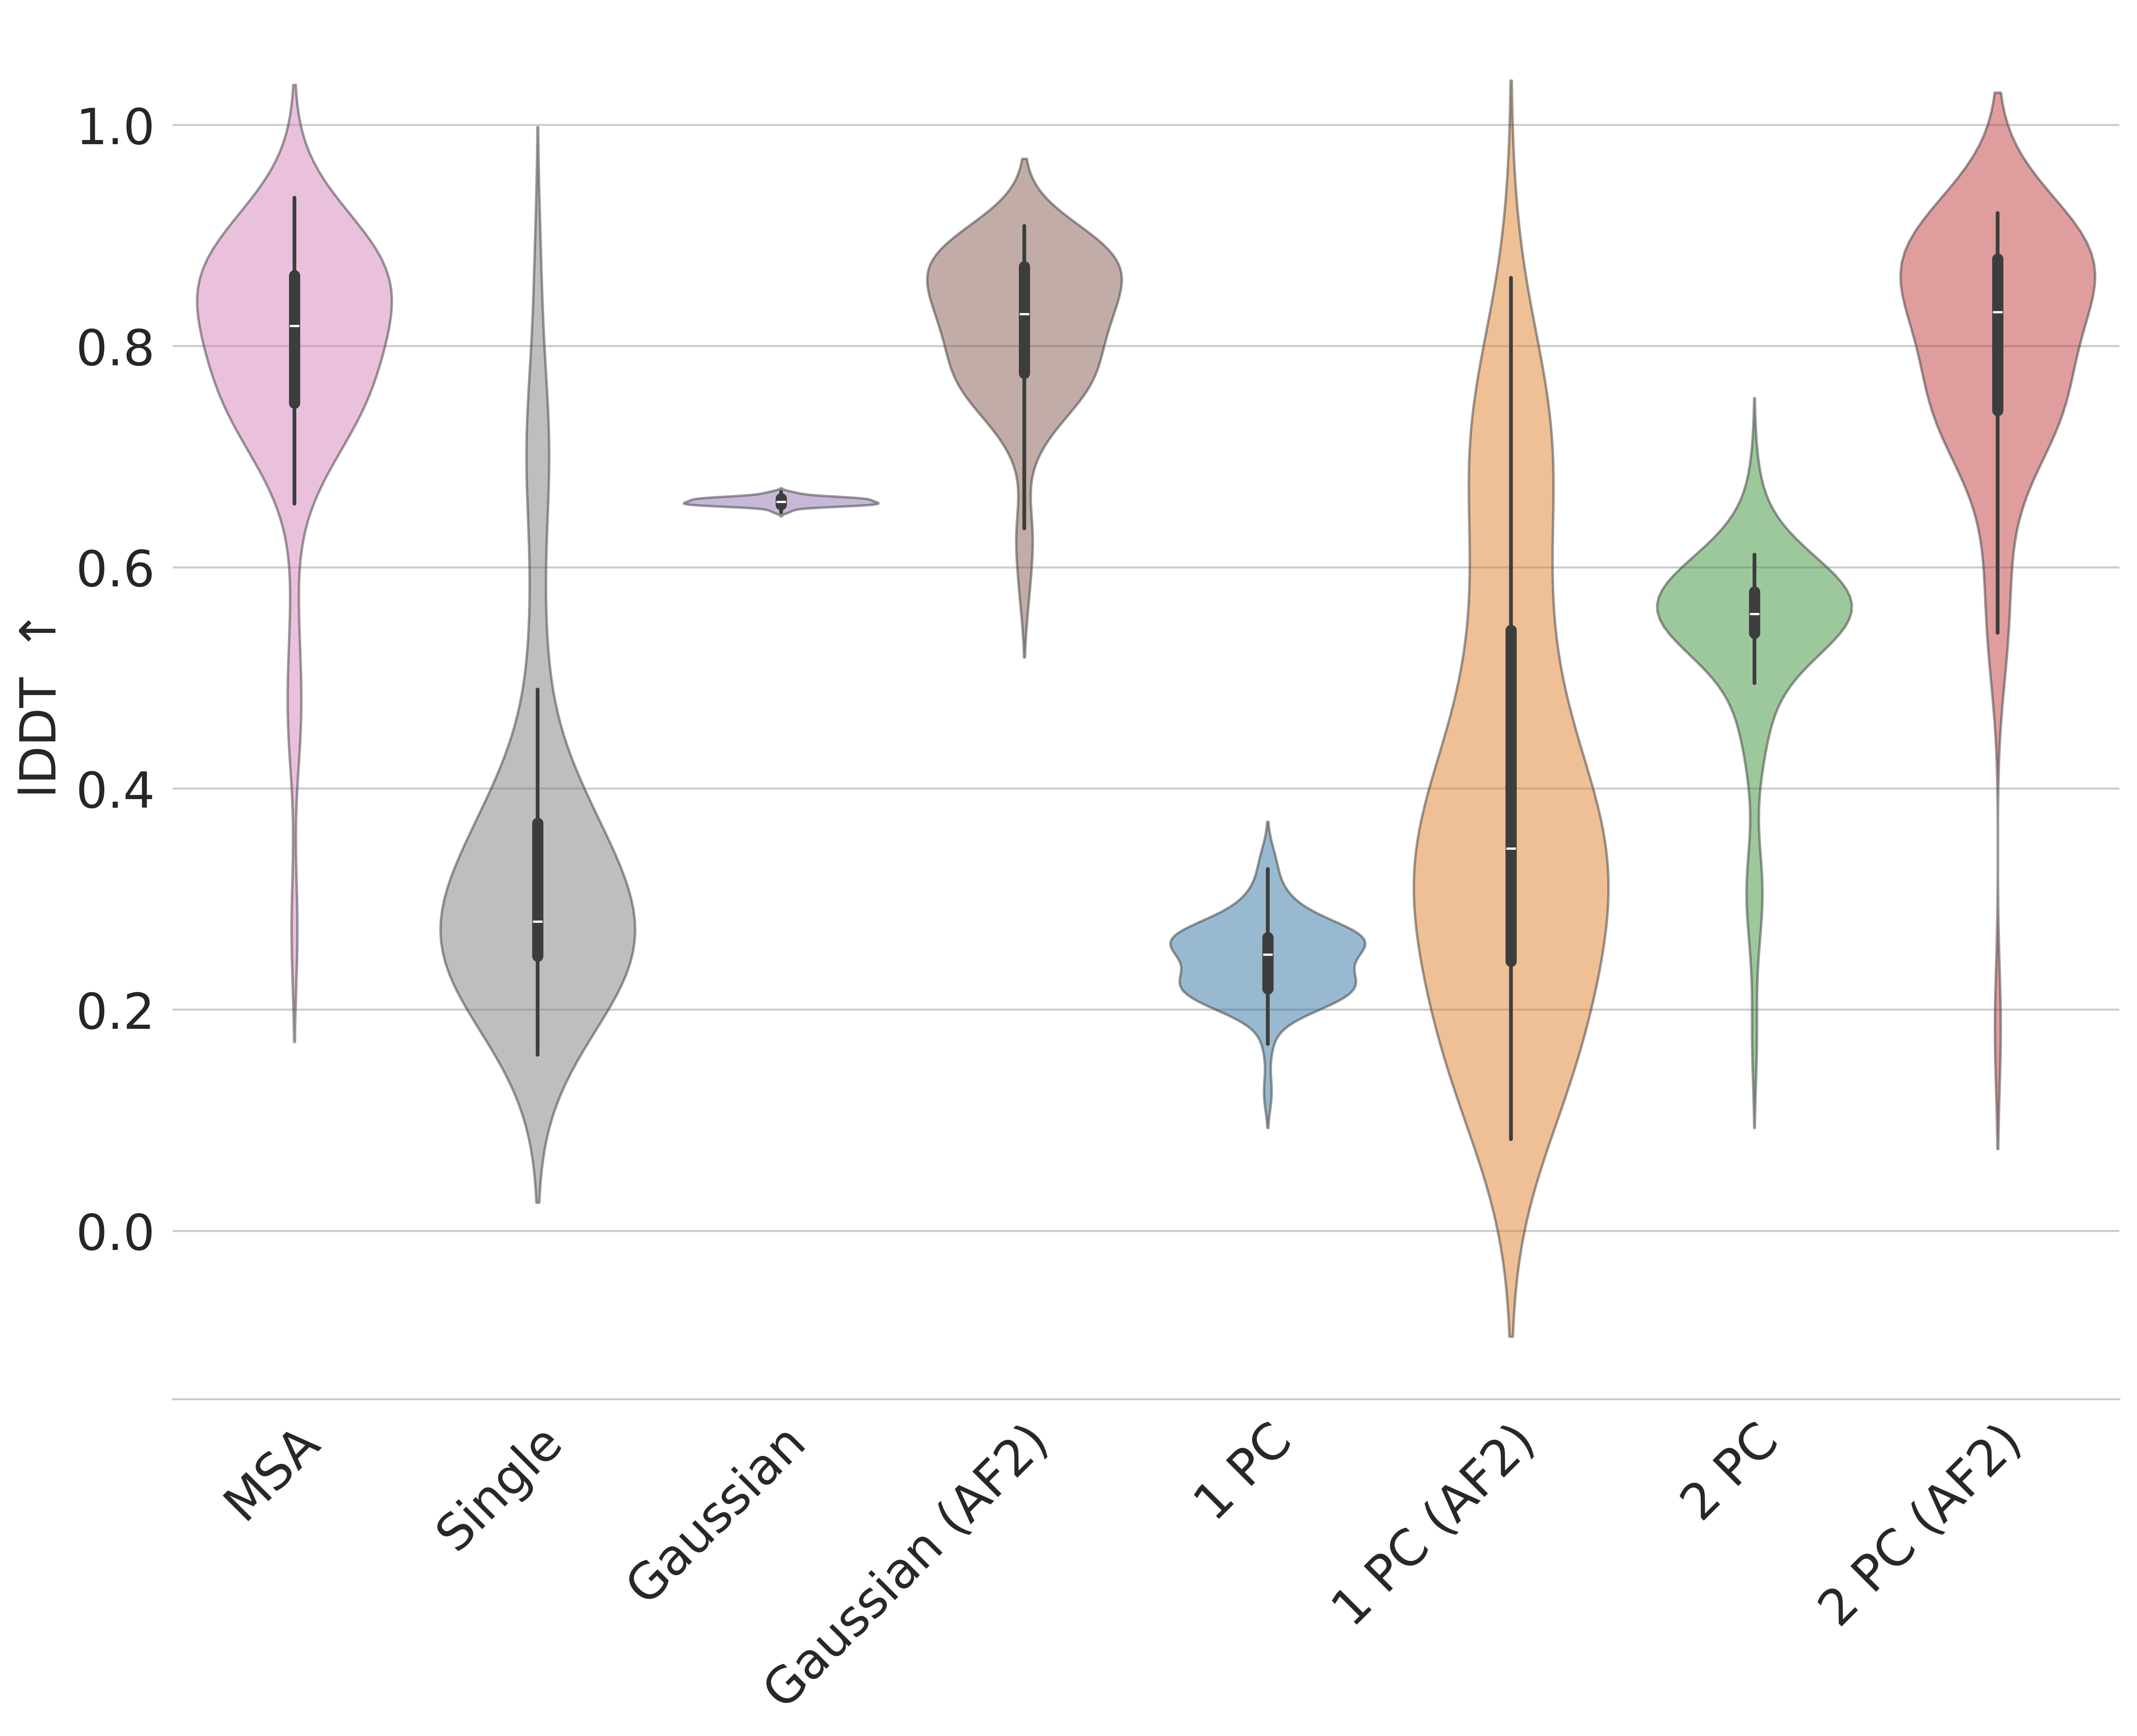 1.0
0.8
0.6
0.4
0.2
0.0
lDDT ↑
MSA
Single
Gaussian
Gaussian (AF2)
1 PC
1 PC (AF2)
2 PC
2 PC (AF2)